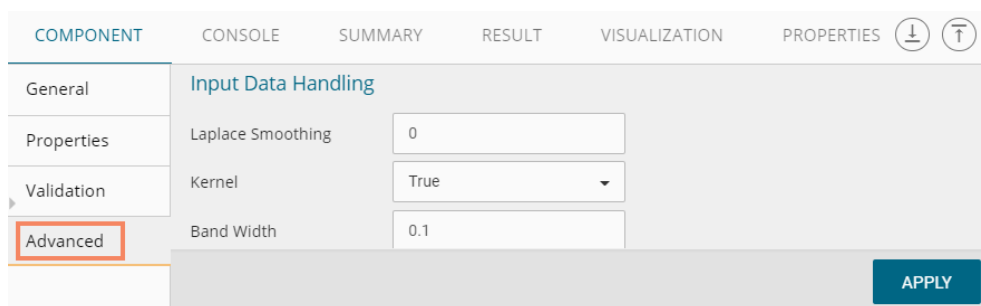 COMPONENT CONSOLE SUMMARY RESULT VISUALIZATION PROPERTIES
General
Input Data Handling
Properties
Laplace Smoothing 0
Validation
Kernel True
Advanced
Band Width 0.1
APPLY